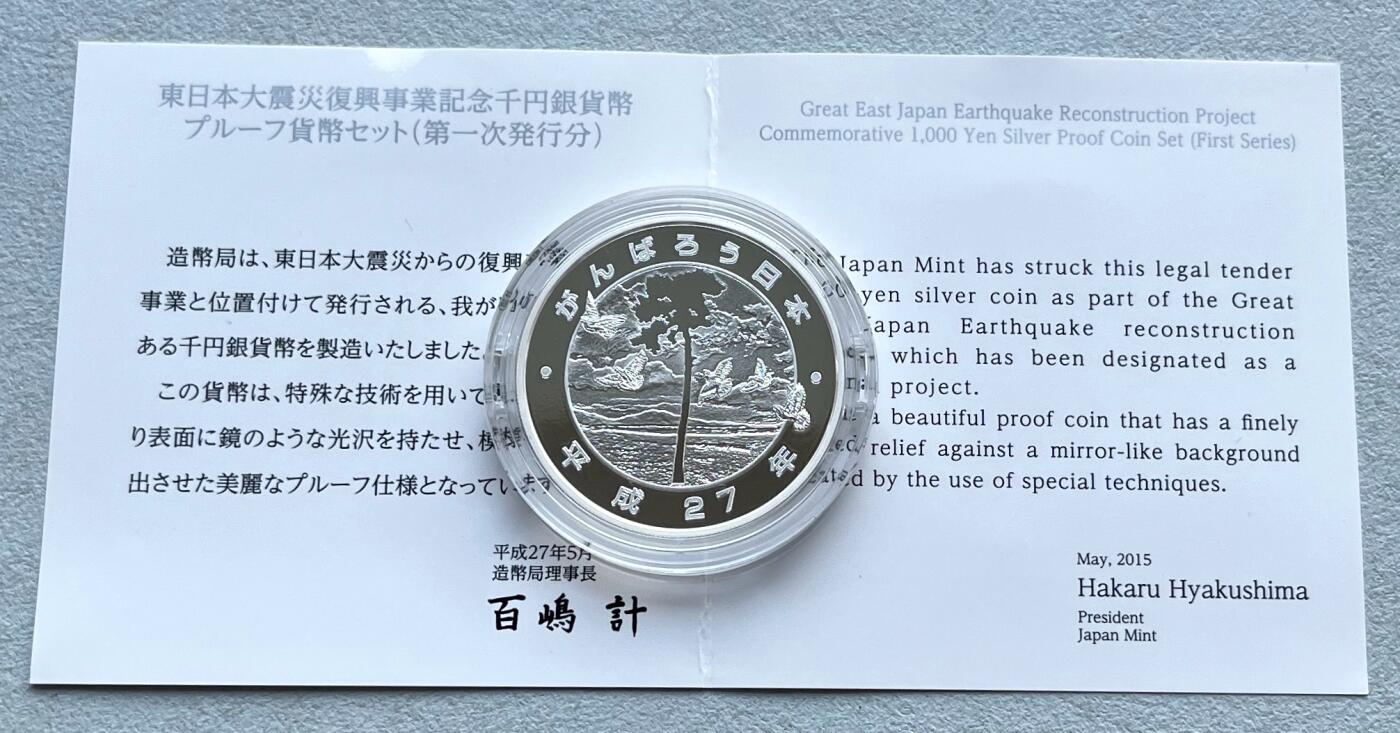 東日本大震災復興事業記念千円銀貨幣
プルーフ貨幣セット(第一次発行分)
造幣局は、東日本大震災からの復興
事業と位置付けて発行される、我が
ある千円銀貨幣を製造いたしました
この貨幣は、特殊な技術を用いて
り表面に鏡のような光沢を持たせ、模
出させた美麗なプルーフ仕様となっています
平成27年5月
造幣局理事長
百嶋 計
Great East Japan Earthquake Reconstruction Project
Commemorative 1,000 Yen Silver Proof Coin Set (First Series)
Japan Mint has struck this legal tender
yen silver coin as part of the Great
Japan Earthquake reconstruction
which has been designated as a
project.
a beautiful proof coin that has a finely
relief against a mirror-like background
by the use of special techniques.
May, 2015
Hakaru Hyakushima
President
Japan Mint
がんばろう日本
平成27年